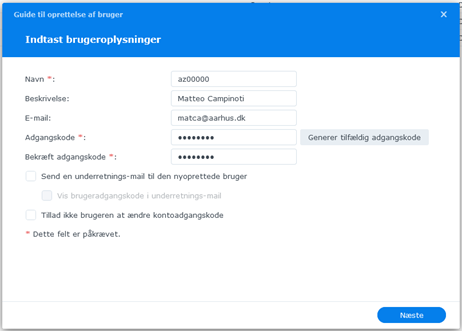 Guide til oprettelse af bruger
Indtast brugeroplysninger
Navn *: az00000
Beskrivelse: Matteo Campinoti
E-mail: matca@aarhus.dk
Adgangskode *: •••••••• Generer tilfældig adgangskode
Bekræft adgangskode *: ••••••••
Send en underretnings-mail til den nyoprettede bruger
Vis brugeradgangskode i underretnings-mail
Tillad ikke brugeren at ændre kontoadgangskode
* Dette felt er påkrævet.
Næste